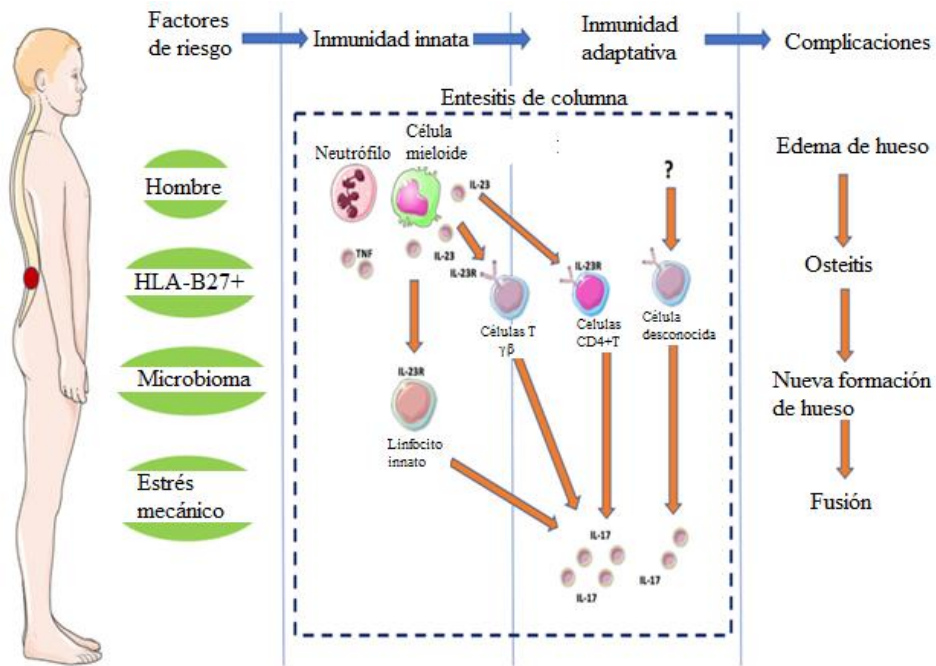 Factores
de riesgo
Inmunidad innata
Inmunidad
adaptativa
Complicaciones
Entesitis de columna
Hombre
HLA-B27+
Microbioma
Estrés
mecánico
Neutrófilo
Célula
mieloide
:
?
IL-23
TNF
IL-23
IL-23R
IL-23R
Células T
γβ
Celulas
CD4+T
Célula
desconocida
IL-23R
Linfocito
innato
IL-17
IL-17
IL-17
Edema de hueso
Osteitis
Nueva formación
de hueso
Fusión